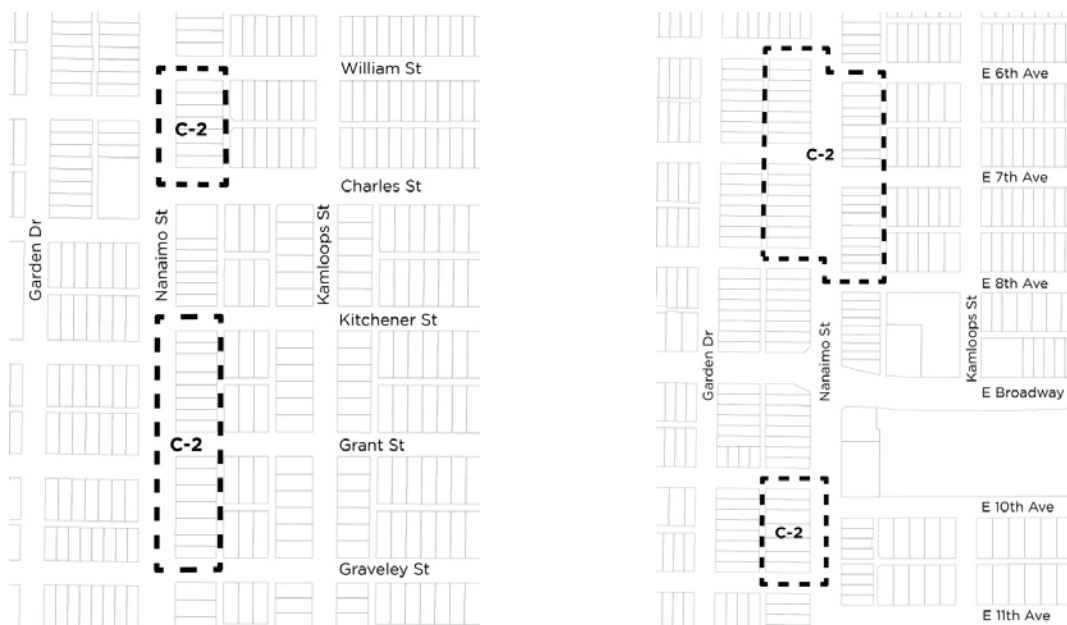 William St
C-2
Charles St
Garden Dr
Nanaimo St
Kamloops St
Kitchener St
C-2
Grant St
Graveley St
E 6th Ave
C-2
E 7th Ave
E 8th Ave
Garden Dr
Nanaimo St
Kamloops St
E Broadway
E 10th Ave
C-2
E 11th Ave